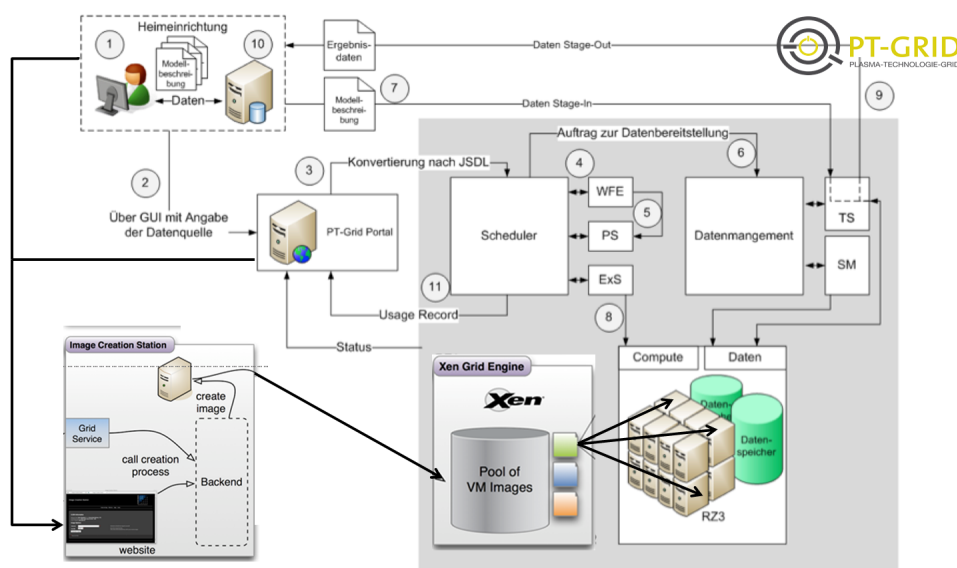 Heimeinrichtung
1
10
Modell-
beschrei-
bung
Daten
Ergebnis-
daten
Daten Stage-Out
PT-GRID
PLASMA-TECHNOLOGIE-GRID
Modell-
beschrei-
bung
7
Daten Stage-In
9
Auftrag zur Datenbereitstellung
2
3
Konvertierung nach JSDL
4
6
Über GUI mit Angabe
der Datenquelle
PT-Grid Portal
Scheduler
WFE
5
PS
ExS
Datenmangement
TS
SM
11
Usage Record
8
Status
Image Creation Station
create
image
Grid
Service
call creation
process
Backend
website
Xen Grid Engine
Xen
Pool of
VM Images
Compute
Daten
Daten-
Daten-
speicher
RZ3